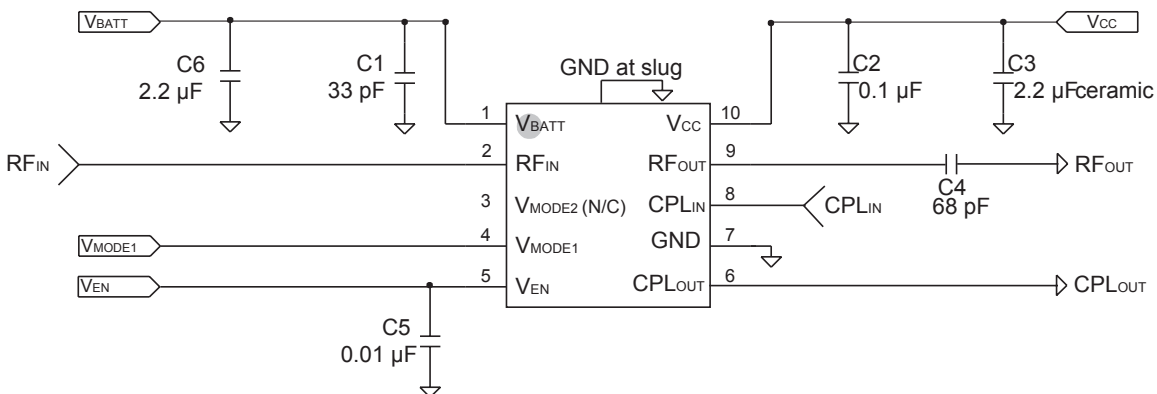 VBATT
VCC
C6
2.2 µF
C1
33 pF
GND at slug
C2
0.1 µF
C3
2.2 µFceramic
1
VBATT
VCC
10
RFIN
2
RFIN
RFOUT
9
C4
68 pF
RFOUT
3
VMODE2 (N/C)
CPLIN
8
CPLIN
VMODE1
4
VMODE1
GND
7
VEN
5
VEN
CPLOUT
6
CPLOUT
C5
0.01 µF